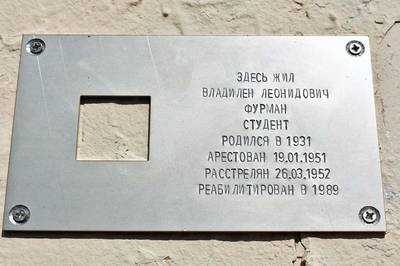 ЗДЕСЬ ЖИЛ
ВЛАДИЛЕН ЛЕОНИДОВИЧ
ФУРМАН
СТУДЕНТ
РОДИЛСЯ В 1931
АРЕСТОВАН 19.01.1951
РАССТРЕЛЯН 26.03.1952
РЕАБИЛИТИРОВАН В 1989